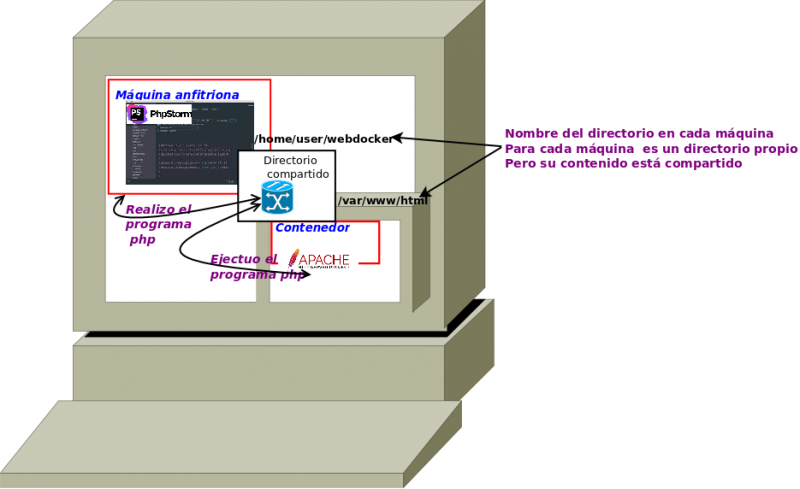 Máquina anfitriona
PS
PhpStorm
/home/user/webdocker
Directorio
compartido
/var/www/html
Nombre del directorio en cada máquina
Para cada máquina es un directorio propio
Pero su contenido está compartido
Realizo el
programa
php
Contenedor
Ejectuo el
programa php
APACHE